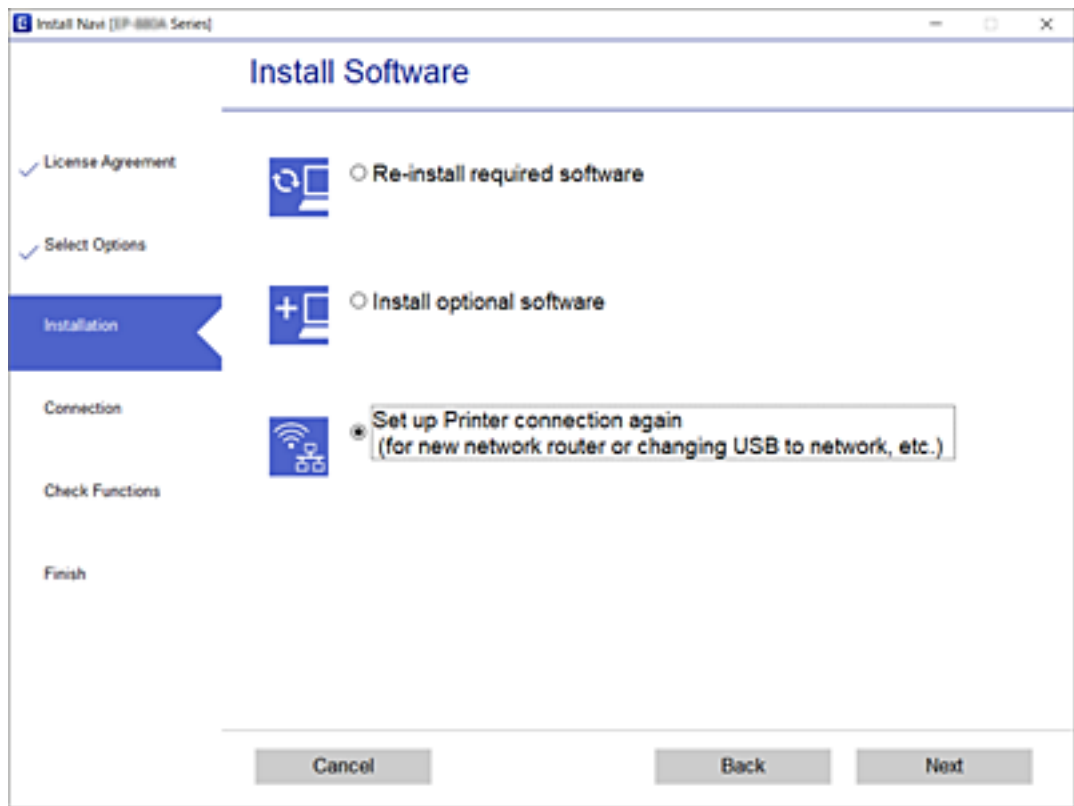 Install Navi [EP-880A Series]
Install Software
License Agreement
Select Options
Installation
Connection
Check Functions
Finish
Re-install required software
Install optional software
Set up Printer connection again
(for new network router or changing USB to network, etc.)
Cancel
Back
Next